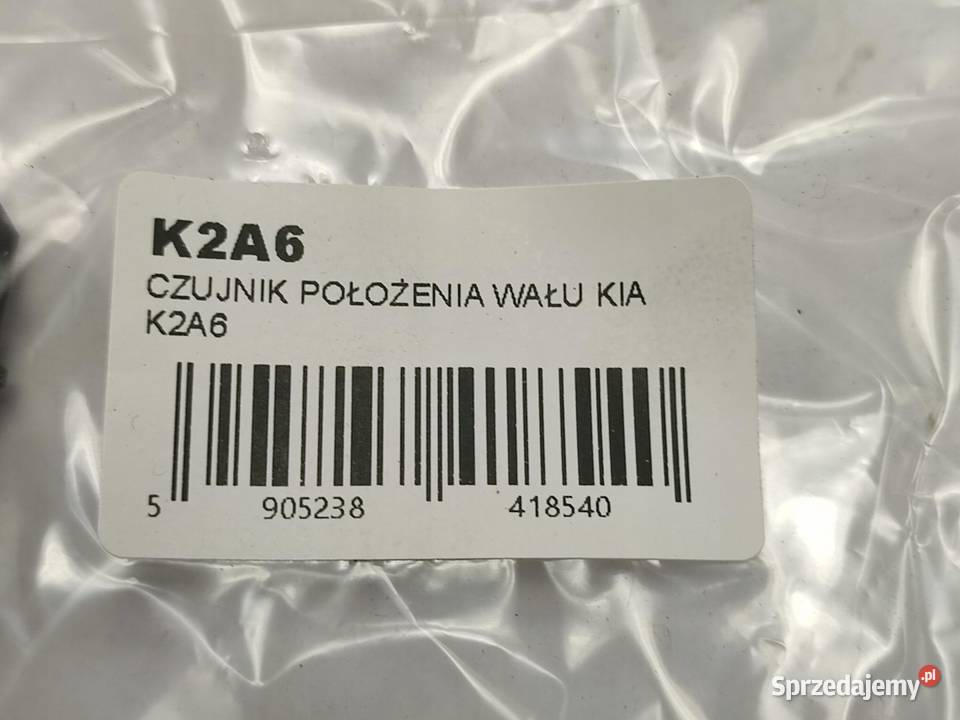 K2A6
CZUJNIK POŁOŻENIA WAŁU KIA
K2A6
5 905238 418540
Sprzedajemy.pl